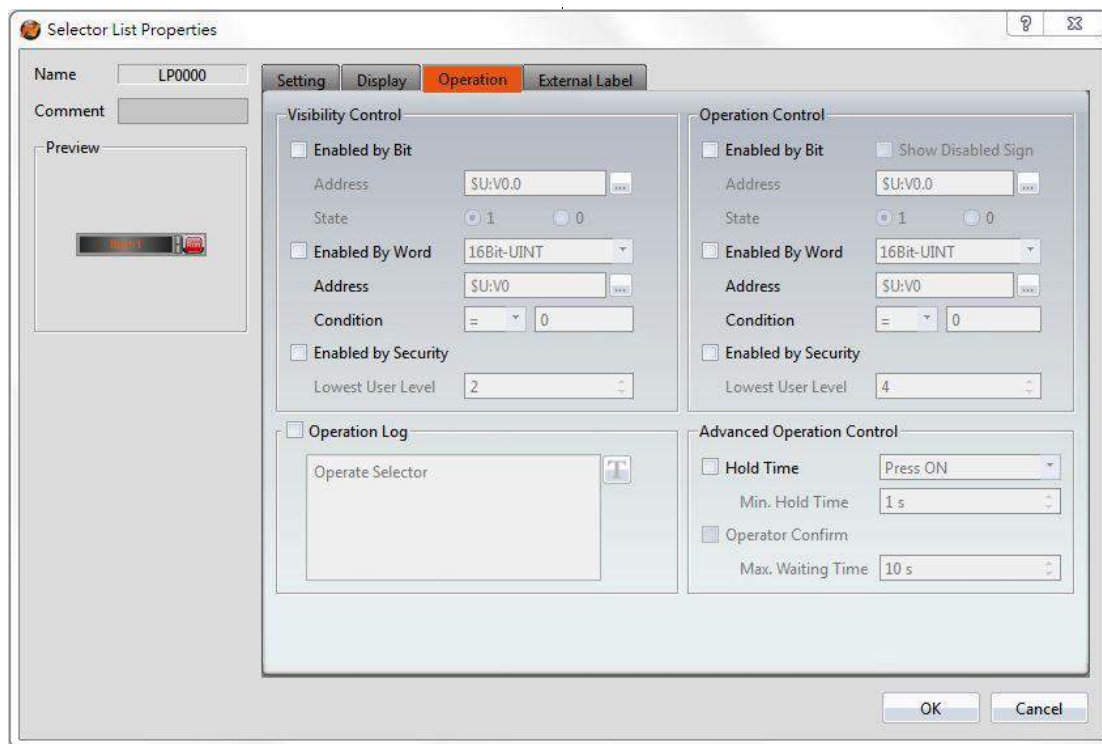 Selector List Properties
Name LP0000
Comment
Preview
Setting Display Operation External Label
Visibility Control
Enabled by Bit
Address $U:V0.0 ...
State 1 0
Enabled By Word 16Bit-UINT
Address $U:V0 ...
Condition = 0
Enabled by Security
Lowest User Level 2
Operation Control
Enabled by Bit Show Disabled Sign
Address $U:V0.0 ...
State 1 0
Enabled By Word 16Bit-UINT
Address $U:V0 ...
Condition = 0
Enabled by Security
Lowest User Level 4
Operation Log
Operate Selector T
Advanced Operation Control
Hold Time Press ON
Min. Hold Time 1 s
Operator Confirm
Max. Waiting Time 10 s
OK Cancel